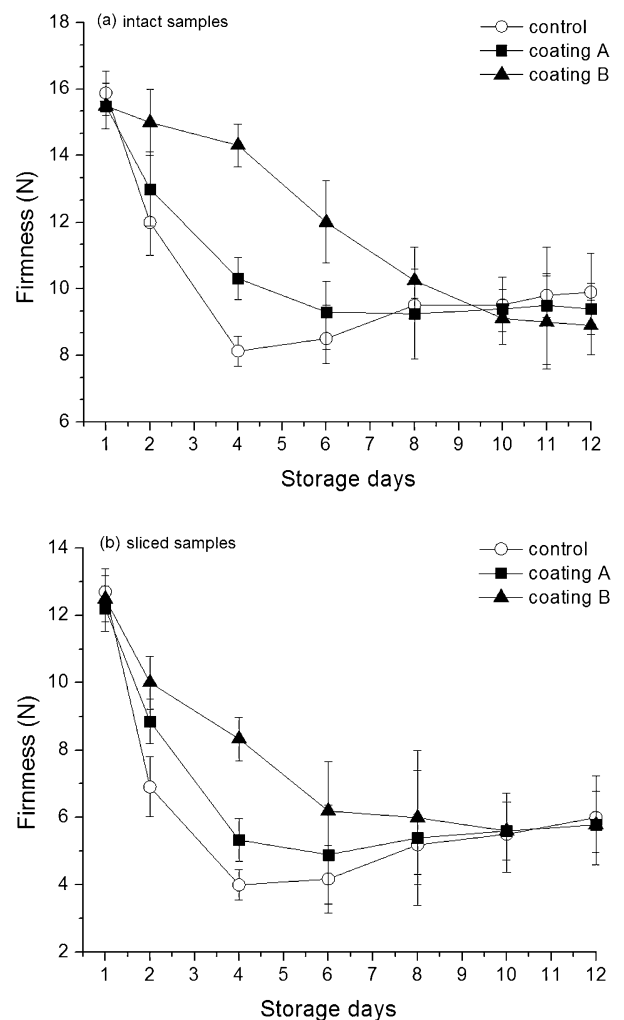 (a) intact samples
control
coating A
coating B
18
16
14
12
10
8
6
Firmness (N)
1 2 3 4 5 6 7 8 9 10 11 12
Storage days
(b) sliced samples
control
coating A
coating B
14
12
10
8
6
4
2
Firnmess (N)
1 2 3 4 5 6 7 8 9 10 11 12
Storage days